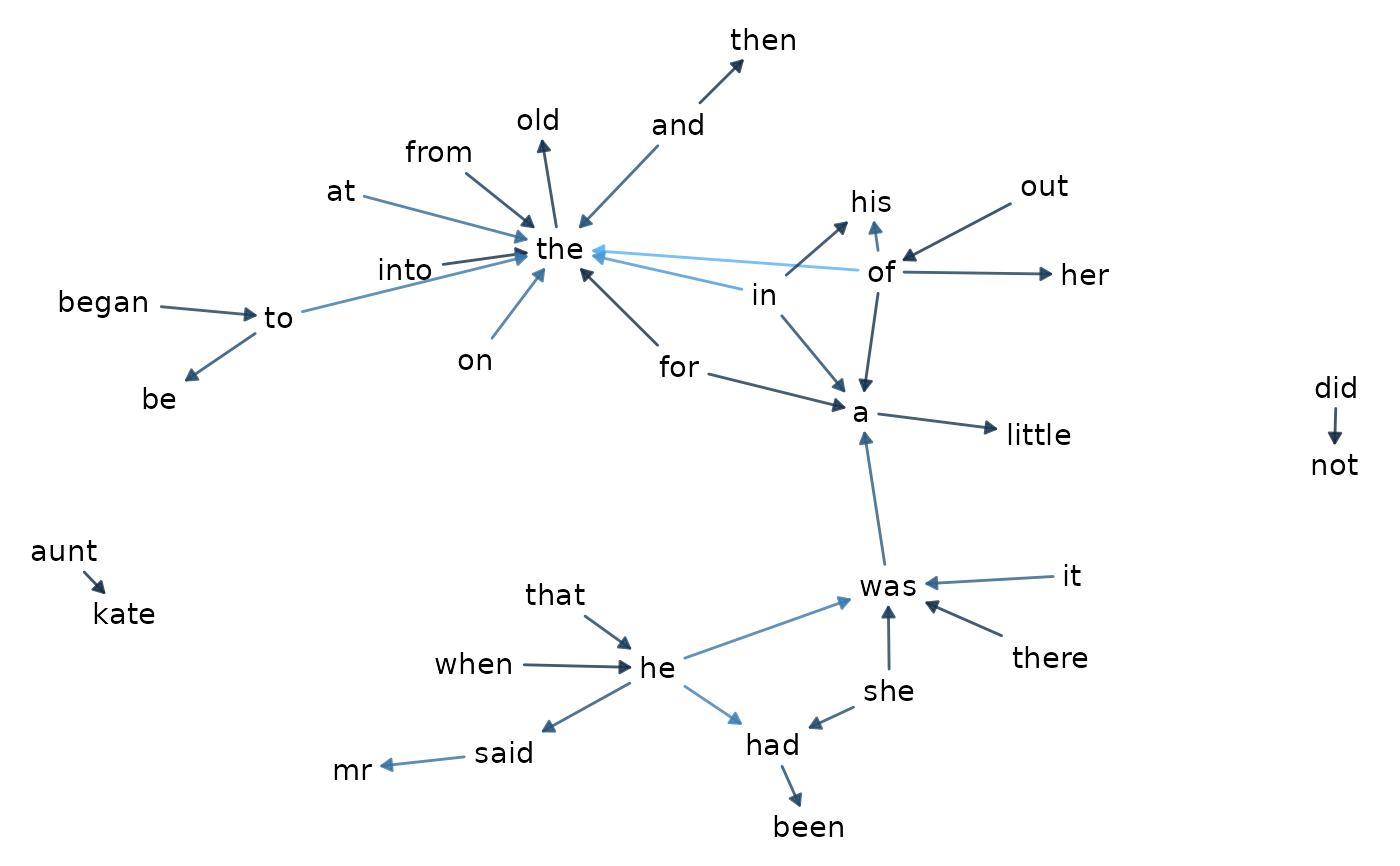 then
old
and
from
at
his
out
the
into
of
her
in
began
to
on
for
be
did
a
little
not
aunt
it
was
that
kate
there
when
he
she
had
said
mr
been